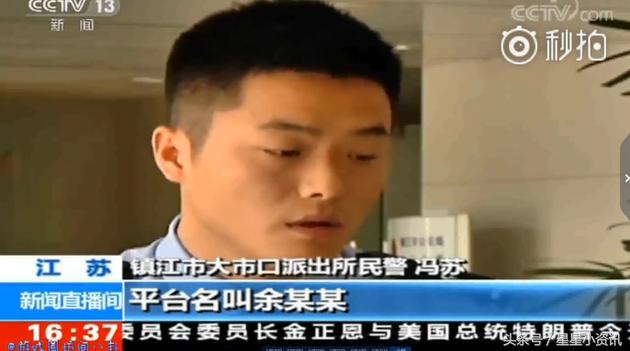 CCTV 13
新闻
CCTV.com
秒拍
江苏
镇江市大市口派出所民警 冯苏
新闻直播间
平台名叫余某某
16:37
委员会委员长金正恩与美国总统特朗普今
头条号/星星小资讯